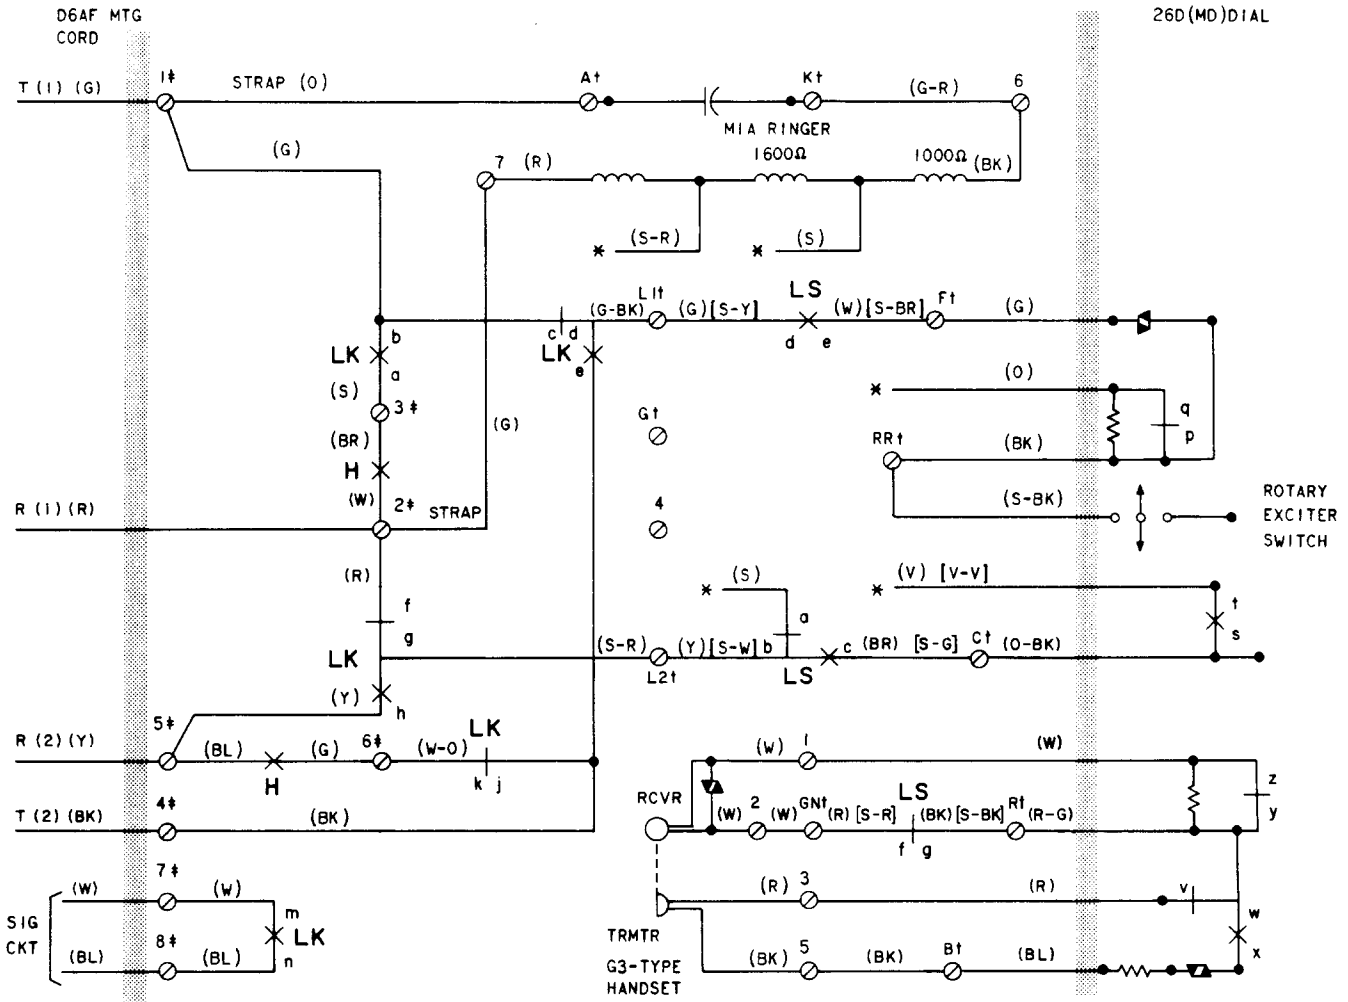 D6AF MTG
CORD
26D(MD)DIAL
T (1) (G)
1‡
STRAP (O)
A†
K†
(G-R)
6
M1A RINGER
(G)
7 (R)
1600Ω
1000Ω
(BK)
* (S-R)
* (S)
L1†
(G-BK)
(G)[S-Y]
LS
(W)[S-BR]
F†
(G)
b
c d
d e
LK
LK
a
e
(S)
3‡
(BR)
H
(W)
(G)
G†
* (O)
q
p
RR†
(BK)
(S-BK)
ROTARY
EXCITER
SWITCH
R (1) (R)
2‡ STRAP
4
(R)
f
g
LK
(Y)
h
* (S)
a
* (V) [V-V]
t
s
(S-R)
L2†
(Y)[S-W] b
LS
c (BR) [S-G]
C†
(O-BK)
R (2) (Y)
5‡
(BL)
H
(G)
6‡
(W-O)
LK
k j
T (2) (BK)
4‡
(BK)
RCVR
(W)
1
(W)
z
y
(W)
2
(W)
GN†
(R) [S-R]
LS
f g
(BK) [S-BK]
R†
(R-G)
SIG
CKT
(W)
7‡
(W)
m
LK
n
(BL)
8‡
(BL)
TRMTR
G3-TYPE
HANDSET
(R)
3
(R)
v
w
x
(BK)
5
(BK)
B†
(BL)